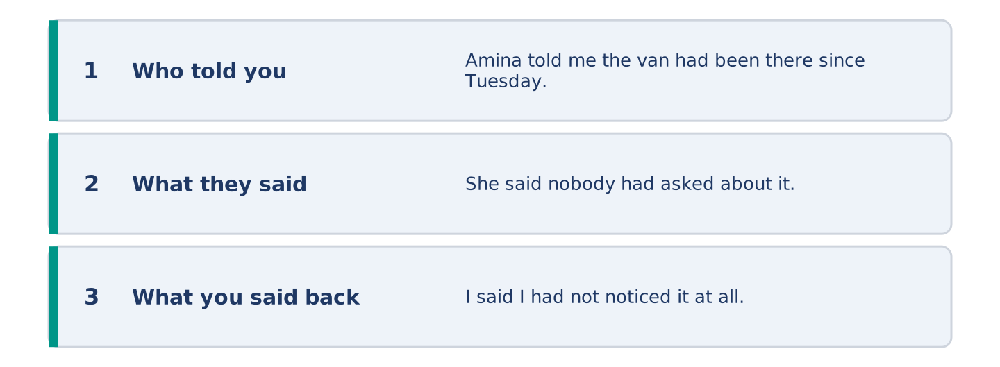 1 Who told you Amina told me the van had been there since
Tuesday.
2 What they said She said nobody had asked about it.
3 What you said back I said I had not noticed it at all.